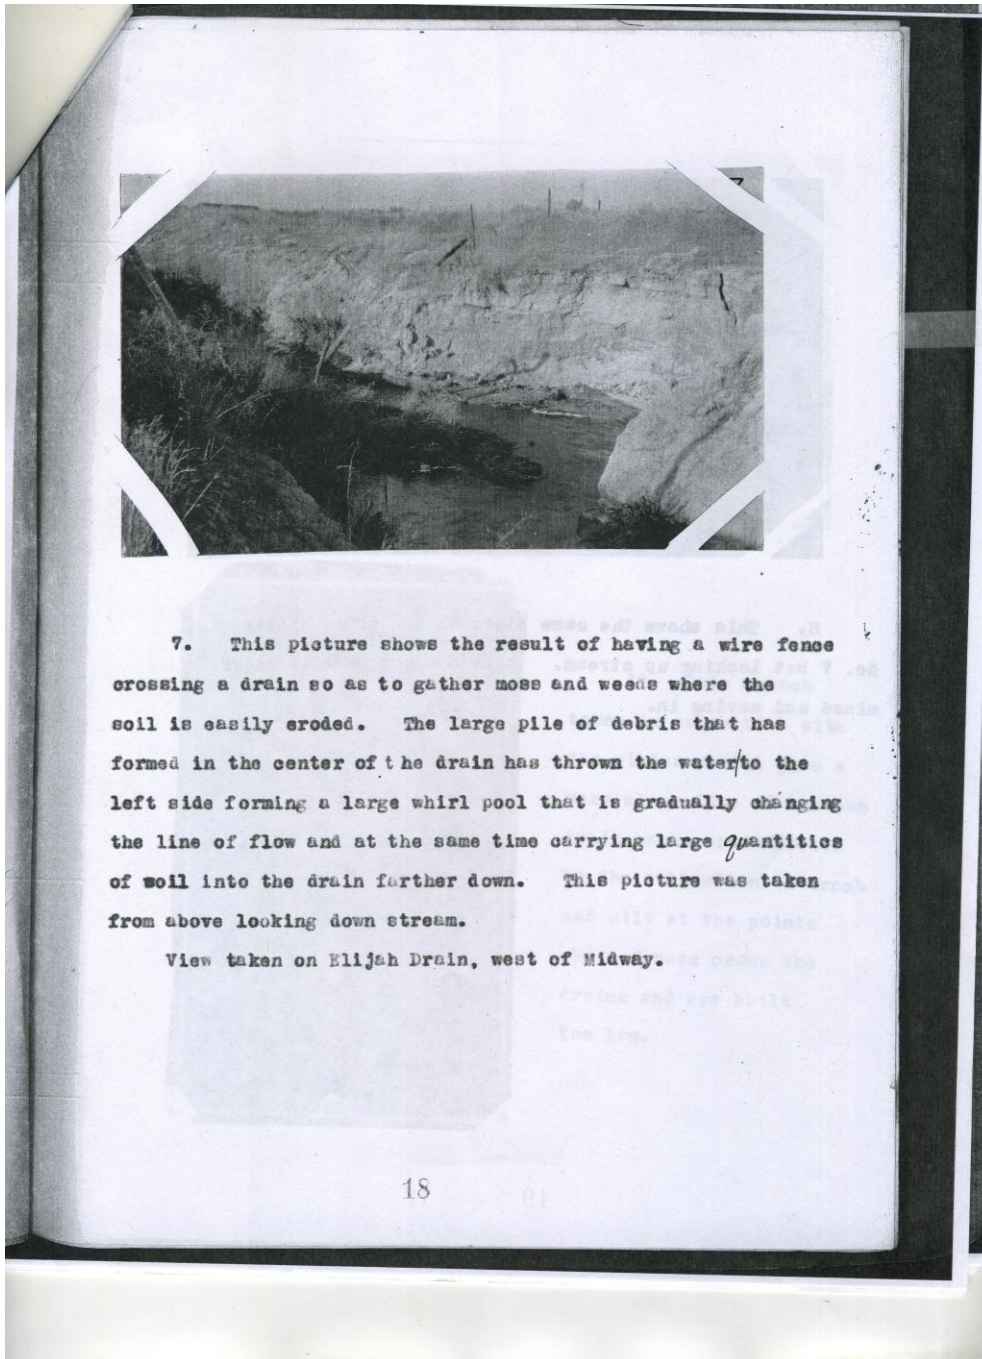 7
7. This picture shows the result of having a wire fence
crossing a drain so as to gather moss and weeds where the
soil is easily eroded. The large pile of debris that has
formed in the center of the drain has thrown the water/to the
left side forming a large whirl pool that is gradually changing
the line of flow and at the same time carrying large quantities
of soil into the drain farther down. This picture was taken
from above looking down stream.
View taken on Elijah Drain, west of Midway.
18